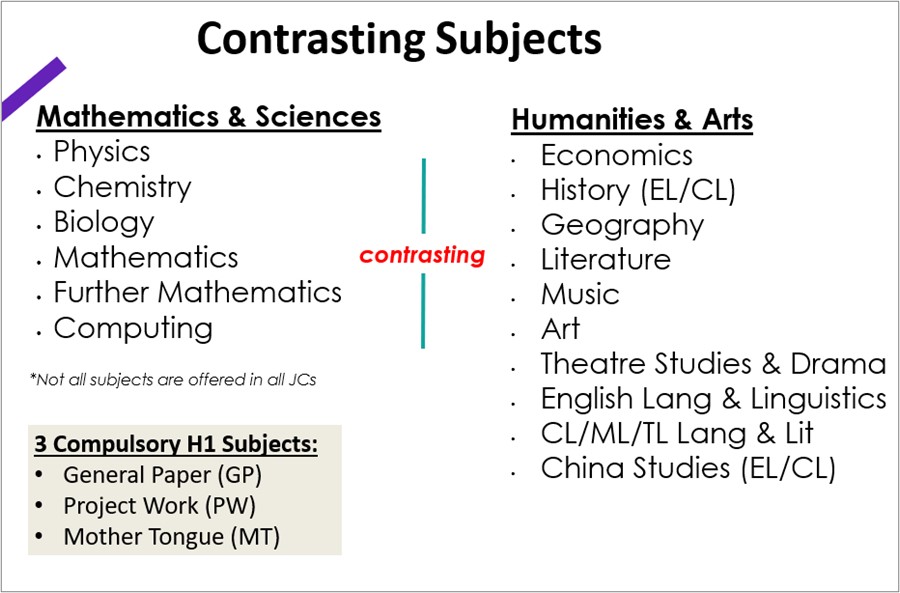 Contrasting Subjects
Mathematics & Sciences
• Physics
• Chemistry
• Biology
• Mathematics
• Further Mathematics
• Computing
*Not all subjects are offered in all JCs
3 Compulsory H1 Subjects:
• General Paper (GP)
• Project Work (PW)
• Mother Tongue (MT)
contrasting
Humanities & Arts
• Economics
• History (EL/CL)
• Geography
• Literature
• Music
• Art
• Theatre Studies & Drama
• English Lang & Linguistics
• CL/ML/TL Lang & Lit
• China Studies (EL/CL)